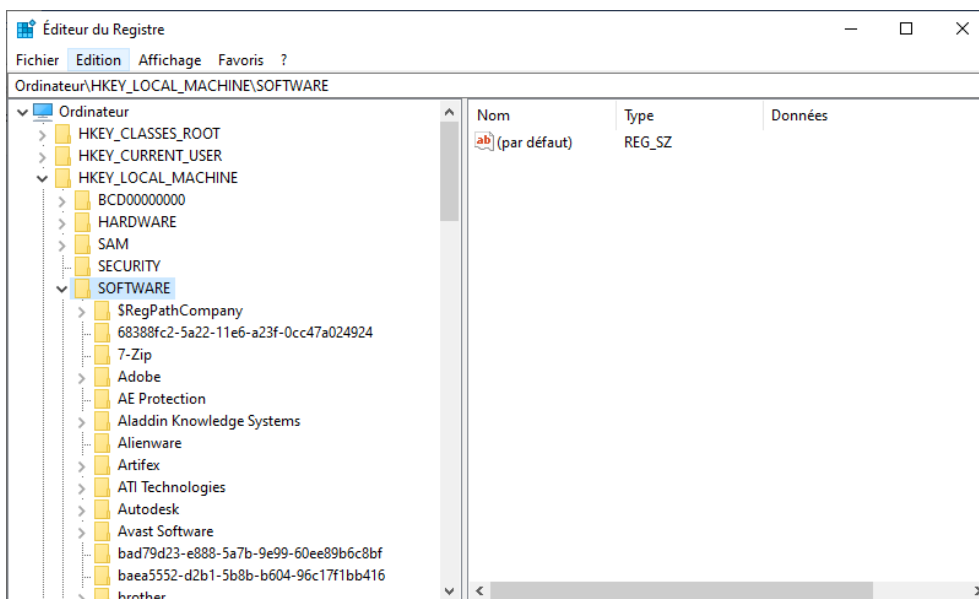 Éditeur du Registre
Fichier Edition Affichage Favoris ?
Ordinateur\HKEY_LOCAL_MACHINE\SOFTWARE
Ordinateur
HKEY_CLASSES_ROOT
HKEY_CURRENT_USER
HKEY_LOCAL_MACHINE
BCD00000000
HARDWARE
SAM
SECURITY
SOFTWARE
$RegPathCompany
68388fc2-5a22-11e6-a23f-0cc47a024924
7-Zip
Adobe
AE Protection
Aladdin Knowledge Systems
Alienware
Artifex
ATI Technologies
Autodesk
Avast Software
bad79d23-e888-5a7b-9e99-60ee89b6c8bf
baea5552-d2b1-5b8b-b604-96c17f1bb416
brother
Nom Type Données
ab (par défaut) REG_SZ